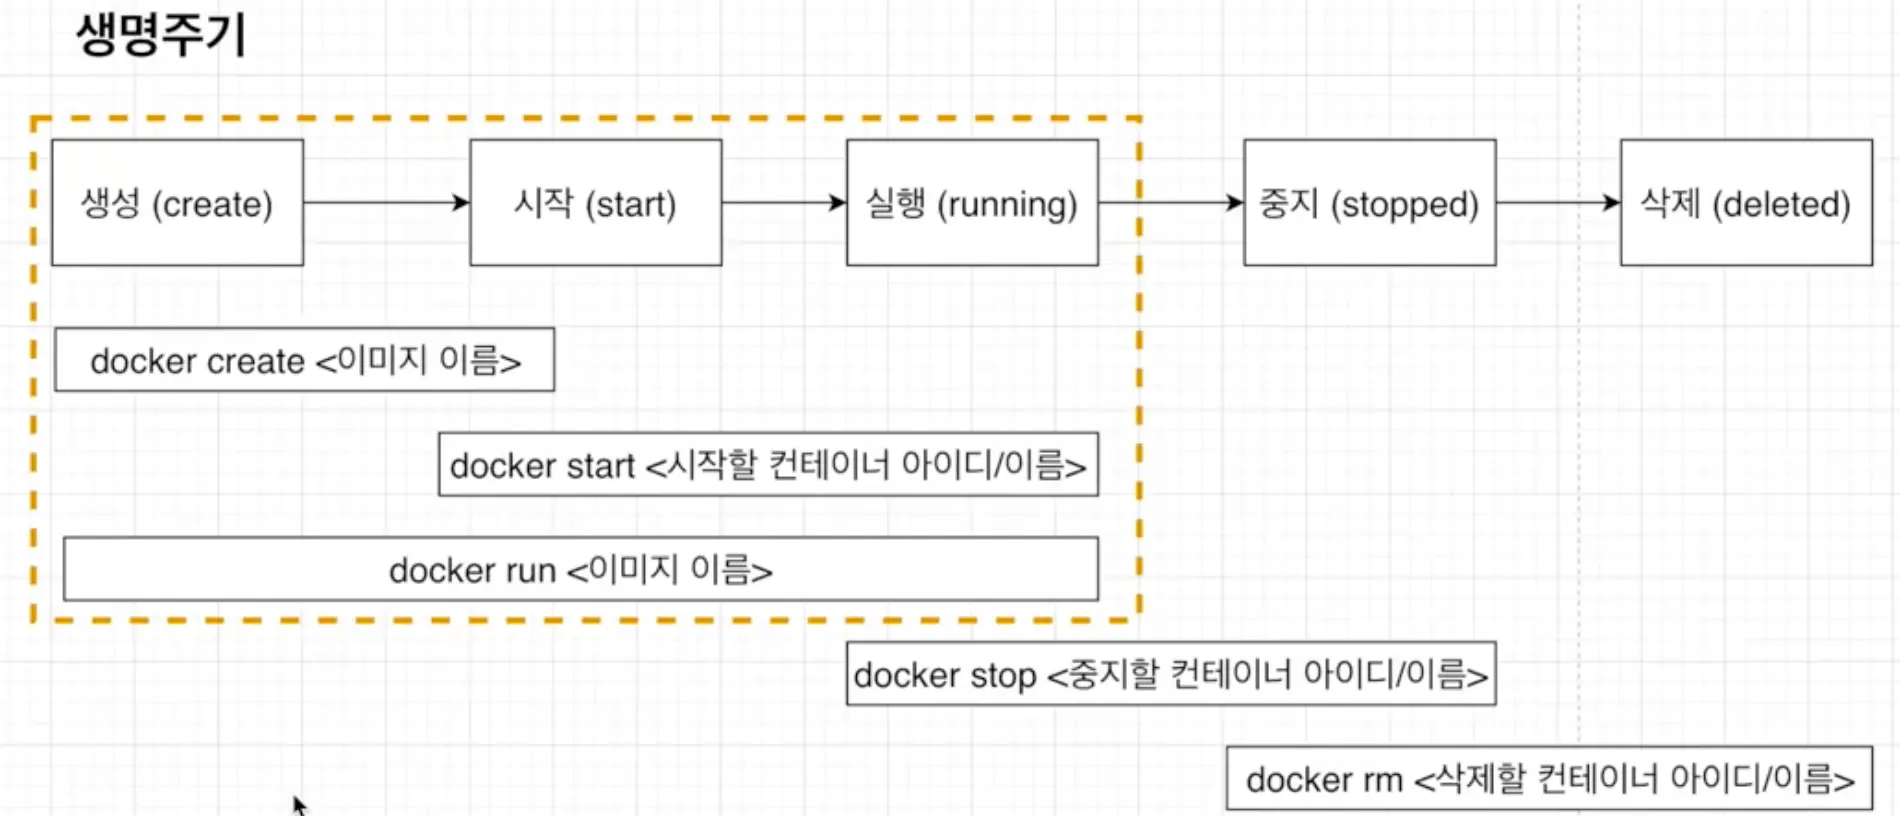 생명주기
생성 (create)
시작 (start)
실행 (running)
중지 (stopped)
삭제 (deleted)
docker create <이미지 이름>
docker start <시작할 컨테이너 아이디/이름>
docker run <이미지 이름>
docker stop <중지할 컨테이너 아이디/이름>
docker rm <삭제할 컨테이너 아이디/이름>